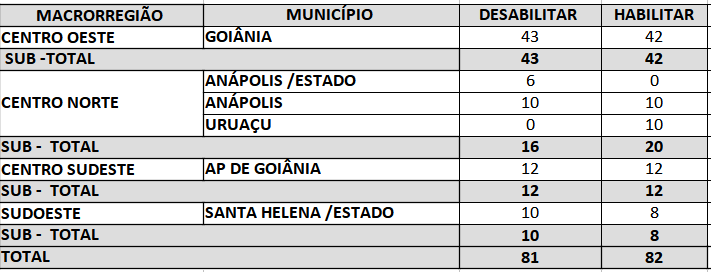 MACRORREGIÃO MUNICÍPIO DESABILITAR HABILITAR
CENTRO OESTE GOIÂNIA 43 42
SUB -TOTAL 43 42
ANÁPOLIS /ESTADO 6 0
CENTRO NORTE ANÁPOLIS 10 10
URUAÇU 0 10
SUB - TOTAL 16 20
CENTRO SUDESTE AP DE GOIÂNIA 12 12
SUB - TOTAL 12 12
SUDOESTE SANTA HELENA /ESTADO 10 8
SUB - TOTAL 10 8
TOTAL 81 82